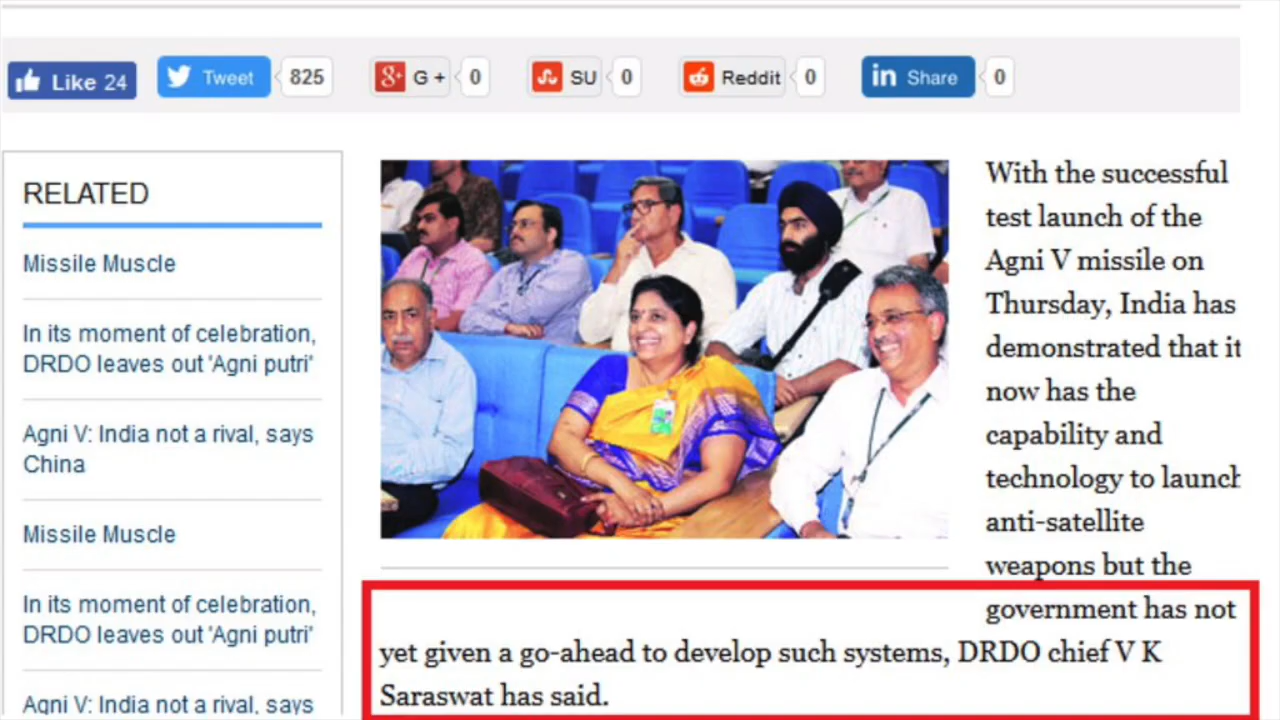 Like 24
Tweet 825
G + 0
SU 0
Reddit 0
in Share 0
RELATED
Missile Muscle
In its moment of celebration,
DRDO leaves out 'Agni putri'
Agni V: India not a rival, says
China
Missile Muscle
In its moment of celebration,
DRDO leaves out 'Agni putri'
Agni V: India not a rival, says
With the successful
test launch of the
Agni V missile on
Thursday, India has
demonstrated that it
now has the
capability and
technology to launch
anti-satellite
weapons but the
government has not
yet given a go-ahead to develop such systems, DRDO chief V K
Saraswat has said.